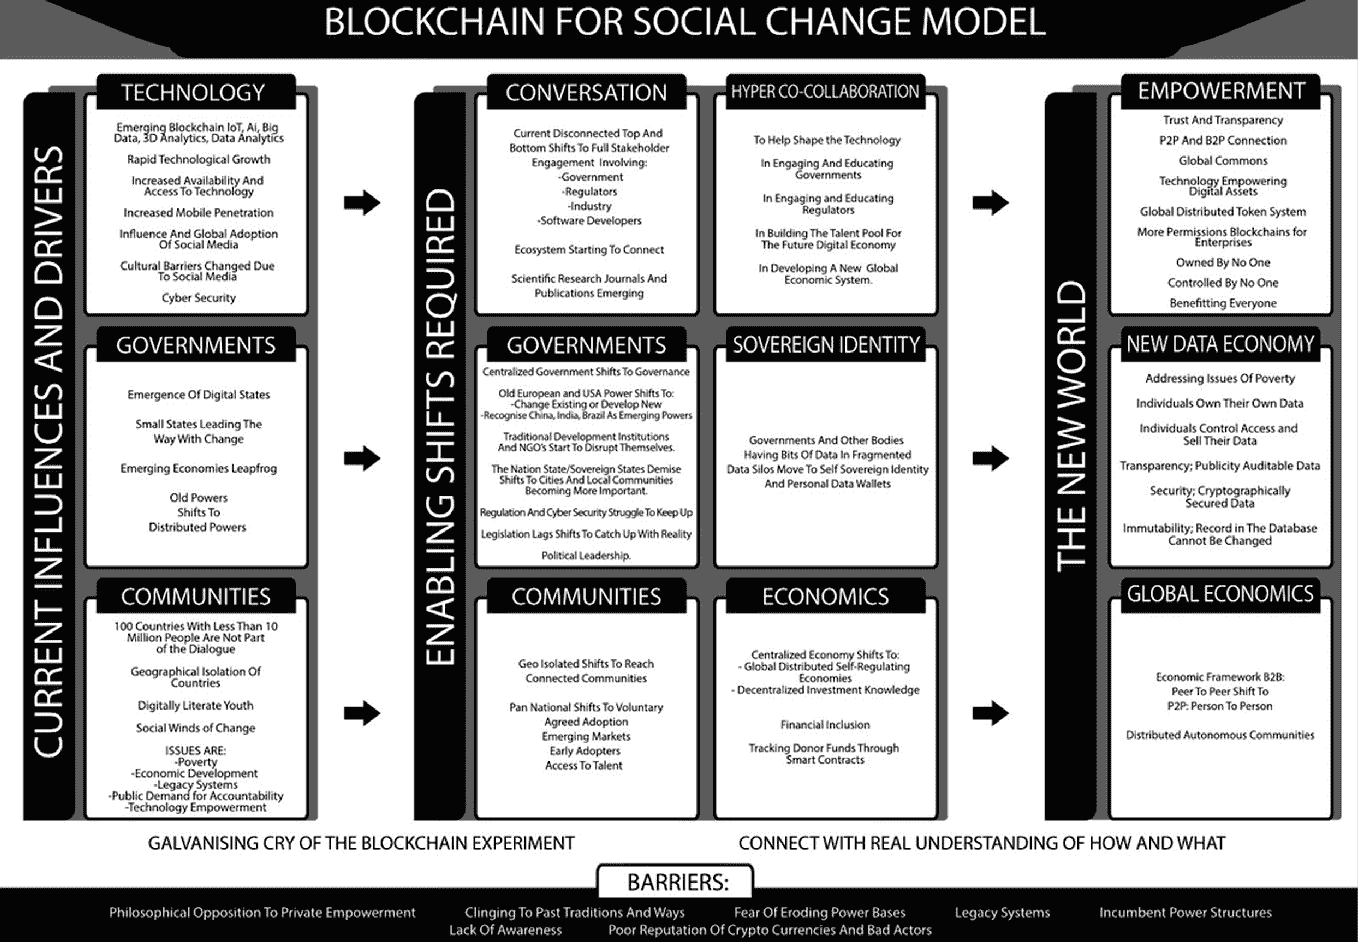 BLOCKCHAIN FOR SOCIAL CHANGE MODEL
CURRENT INFLUENCES AND DRIVERS
TECHNOLOGY
Emerging Blockchain IoT, Ai, Big
Data, 3D Analytics, Data Analytics
Rapid Technological Growth
Increased Availability And
Access To Technology
Increased Mobile Penetration
Influence And Global Adoption
Of Social Media
Cultural Barriers Changed Due
To Social Media
Cyber Security
GOVERNMENTS
Emergence Of Digital States
Small States Leading The
Way With Change
Emerging Economies Leapfrog
Old Powers
Shifts To
Distributed Powers
COMMUNITIES
100 Countries With Less Than 10
Million People Are Not Part
of the Dialogue
Geographical Isolation Of
Countries
Digitally Literate Youth
Social Winds of Change
ISSUES ARE:
-Poverty
-Economic Development
-Legacy Systems
-Public Demand for Accountability
-Technology Empowerment
ENABLING SHIFTS REQUIRED
CONVERSATION
Current Disconnected Top And
Bottom Shifts To Full Stakeholder
Engagement Involving:
-Government
-Regulators
-Industry
-Software Developers
Ecosystem Starting To Connect
Scientific Research Journals And
Publications Emerging
HYPER CO-COLLABORATION
To Help Shape the Technology
In Engaging And Educating
Governments
In Engaging and Educating
Regulators
In Building The Talent Pool For
The Future Digital Economy
In Developing A New Global
Economic System.
GOVERNMENTS
Centralized Government Shifts To Governance
Old European and USA Power Shifts To:
-Change Existing or Develop New
-Recognise China, India, Brazil As Emerging Powers
Traditional Development Institutions
And NGO's Start To Disrupt Themselves.
The Nation State/Sovereign States Demise
Shifts To Cities And Local Communities
Becoming More Important.
Regulation And Cyber Security Struggle To Keep Up
Legislation Lags Shifts To Catch Up With Reality
Political Leadership.
SOVEREIGN IDENTITY
Governments And Other Bodies
Having Bits Of Data In Fragmented
Data Silos Move To Self Sovereign Identity
And Personal Data Wallets
COMMUNITIES
Geo Isolated Shifts To Reach
Connected Communities
Pan National Shifts To Voluntary
Agreed Adoption
Emerging Markets
Early Adopters
Access To Talent
ECONOMICS
Centralized Economy Shifts To:
- Global Distributed Self-Regulating
Economies
- Decentralized Investment Knowledge
Financial Inclusion
Tracking Donor Funds Through
Smart Contracts
THE NEW WORLD
EMPOWERMENT
Trust And Transparency
P2P And B2P Connection
Global Commons
Technology Empowering
Digital Assets
Global Distributed Token System
More Permissions Blockchains for
Enterprises
Owned By No One
Controlled By No One
Benefitting Everyone
NEW DATA ECONOMY
Addressing Issues Of Poverty
Individuals Own Their Own Data
Individuals Control Access and
Sell Their Data
Transparency; Publicity Auditable Data
Security; Cryptographically
Secured Data
Immutability; Record in The Database
Cannot Be Changed
GLOBAL ECONOMICS
Economic Framework B2B:
Peer To Peer Shift To
P2P: Person To Person
Distributed Autonomous Communities
GALVANISING CRY OF THE BLOCKCHAIN EXPERIMENT
CONNECT WITH REAL UNDERSTANDING OF HOW AND WHAT
BARRIERS:
Philosophical Opposition To Private Empowerment
Clinging To Past Traditions And Ways
Fear Of Eroding Power Bases
Legacy Systems
Incumbent Power Structures
Lack Of Awareness
Poor Reputation Of Crypto Currencies And Bad Actors